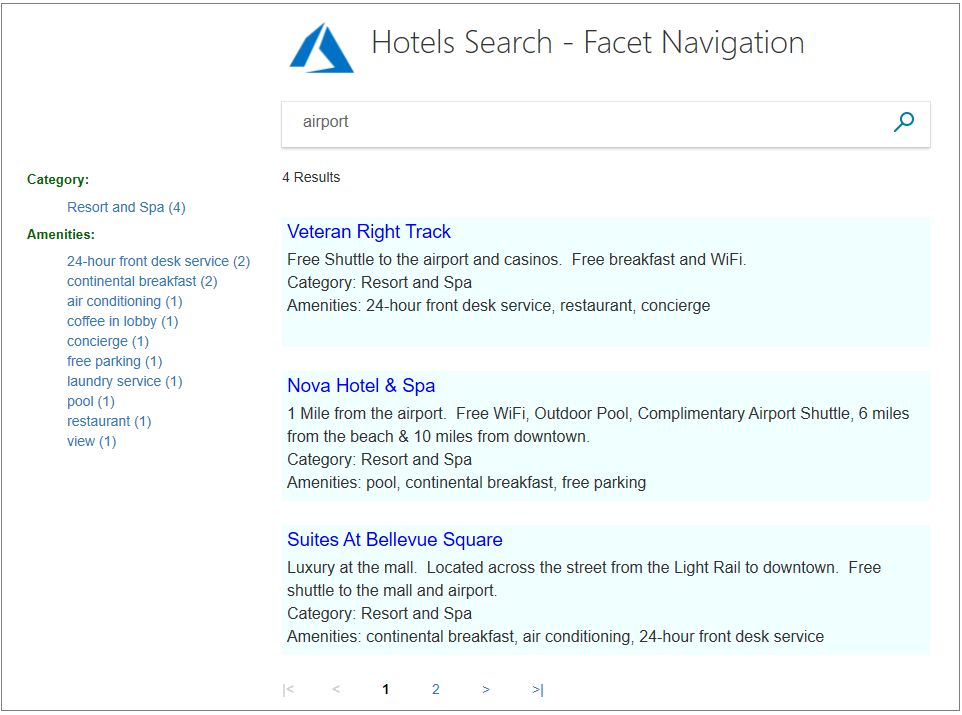 Hotels Search - Facet Navigation
airport
4 Results
Category:
Resort and Spa (4)
Amenities:
24-hour front desk service (2)
continental breakfast (2)
air conditioning (1)
coffee in lobby (1)
concierge (1)
free parking (1)
laundry service (1)
pool (1)
restaurant (1)
view (1)
Veteran Right Track
Free Shuttle to the airport and casinos.  Free breakfast and WiFi.
Category: Resort and Spa
Amenities: 24-hour front desk service, restaurant, concierge
Nova Hotel & Spa
1 Mile from the airport.  Free WiFi, Outdoor Pool, Complimentary Airport Shuttle, 6 miles
from the beach & 10 miles from downtown.
Category: Resort and Spa
Amenities: pool, continental breakfast, free parking
Suites At Bellevue Square
Luxury at the mall.  Located across the street from the Light Rail to downtown.  Free
shuttle to the mall and airport.
Category: Resort and Spa
Amenities: continental breakfast, air conditioning, 24-hour front desk service
|< < 1 2 > >|